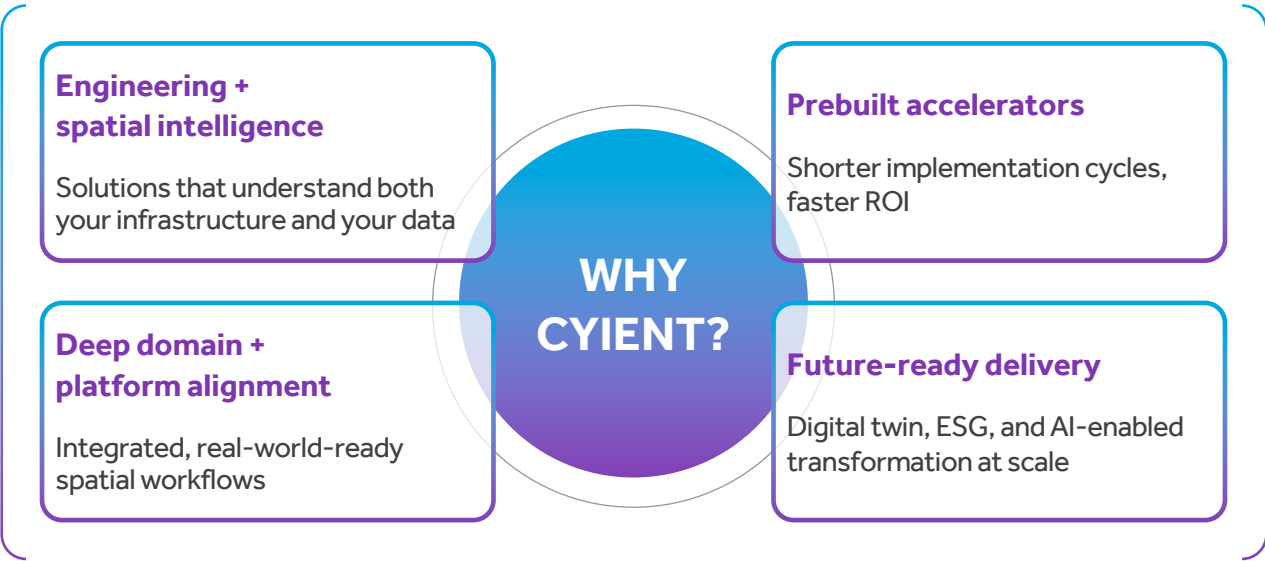 Engineering +
spatial intelligence
Solutions that understand both
your infrastructure and your data
Prebuilt accelerators
Shorter implementation cycles,
faster ROI
WHY
CYIENT?
Deep domain +
platform alignment
Integrated, real-world-ready
spatial workflows
Future-ready delivery
Digital twin, ESG, and AI-enabled
transformation at scale